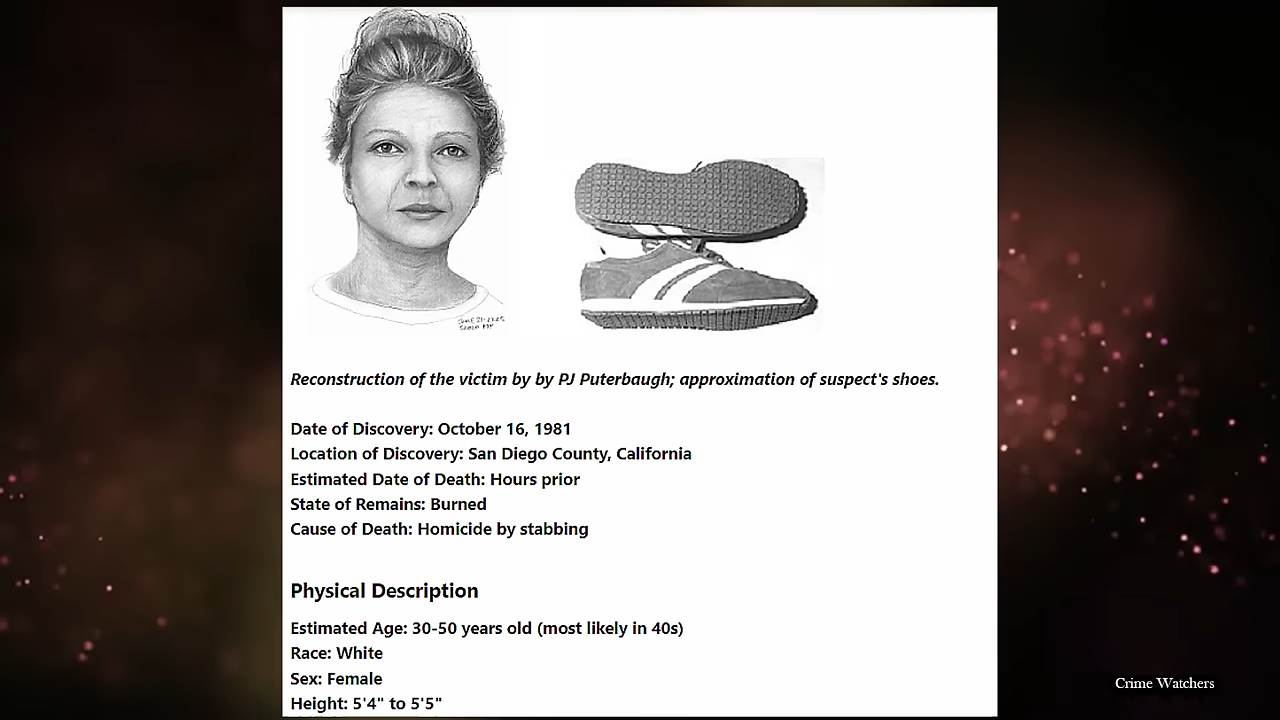 Reconstruction of the victim by by PJ Puterbaugh; approximation of suspect's shoes.
Date of Discovery: October 16, 1981
Location of Discovery: San Diego County, California
Estimated Date of Death: Hours prior
State of Remains: Burned
Cause of Death: Homicide by stabbing
Physical Description
Estimated Age: 30-50 years old (most likely in 40s)
Race: White
Sex: Female
Height: 5'4" to 5'5"
Crime Watchers